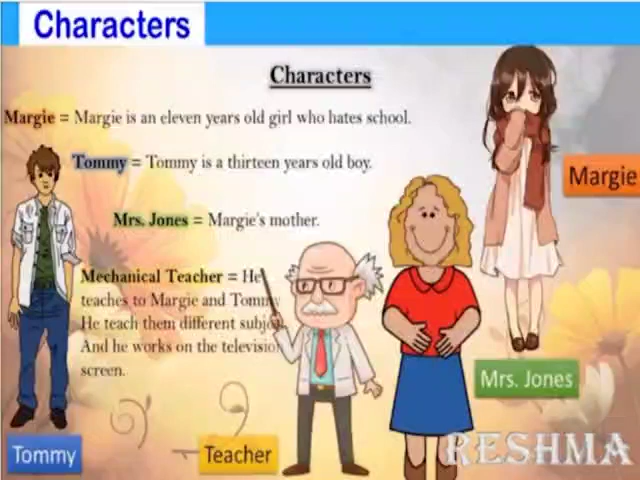 Characters
Characters
Margie = Margie is an eleven years old girl who hates school.
Tommy = Tommy is a thirteen years old boy.
Margie
Mrs. Jones = Margie's mother.
Mechanical Teacher = He
teaches to Margie and Tommy
He teach them different
And he works on the television
screen.
Mrs. Jones
Tommy
Teacher
RESHMA